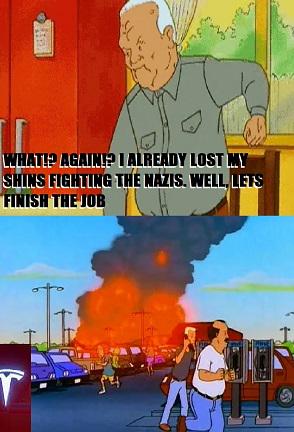 WHAT!? AGAIN!? I ALREADY LOST MY
SHINS FIGHTING THE NAZIS. WELL, LETS
FINISH THE JOB